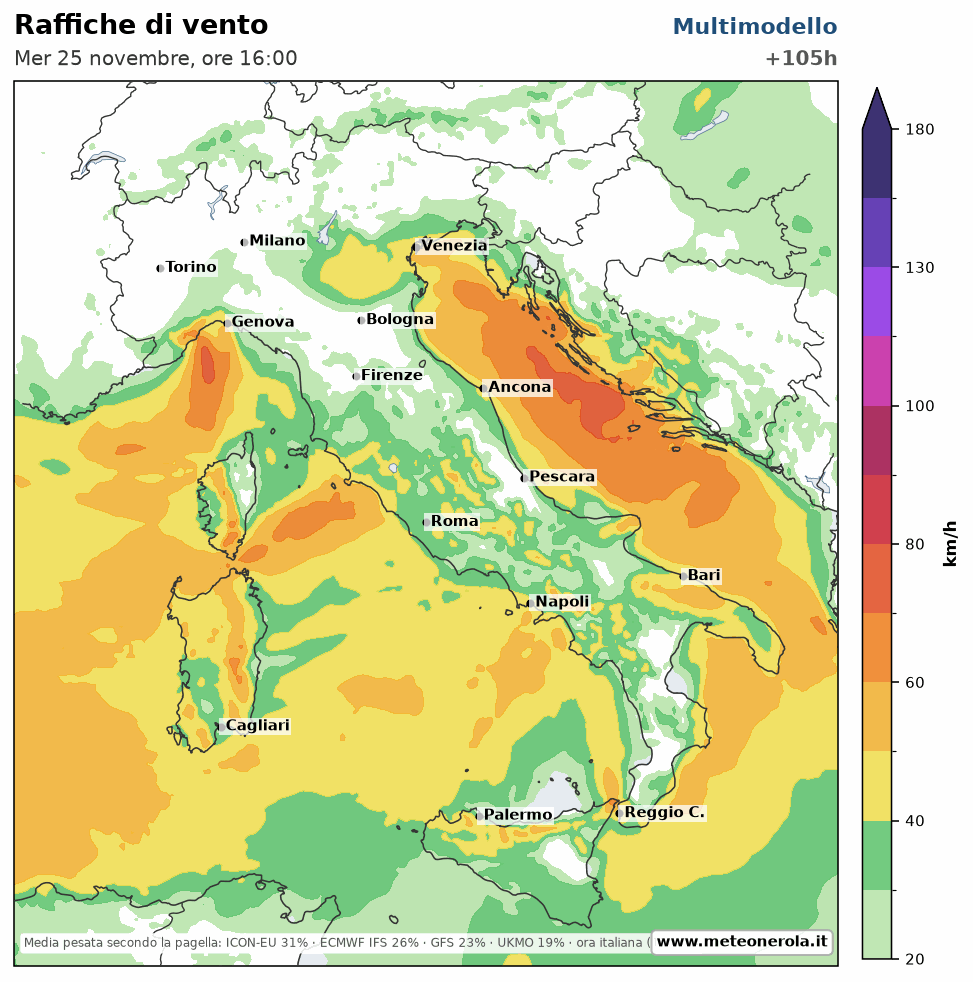 Raffiche di vento
Multimodello
Mer 25 novembre, ore 16:00
+105h
180
Milano
Venezia
Torino
130
Genova
Bologna
Firenze
Ancona
100
Pescara
Roma
80
km/h
Bari
Napoli
60
Cagliari
Palermo
Reggio C.
40
Media pesata secondo la pagella: ICON-EU 31% · ECMWF IFS 26% · GFS 23% · UKMO 19% · ora italiana (
www.meteonerola.it
20